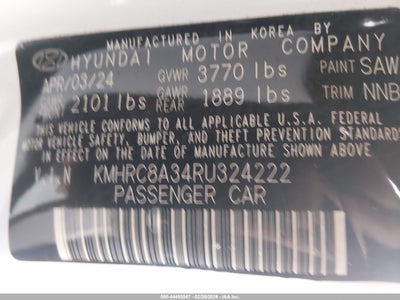 MANUFACTURED IN KOREA BY
HYUNDAI MOTOR COMPANY
APR/03/24 GVWR 3770 lbs PAINT SAW
2101 lbs GAWR REAR 1889 lbs TRIM NNB
THIS VEHICLE CONFORMS TO ALL APPLICABLE U.S.A. FEDERAL
MOTOR VEHICLE SAFETY, BUMPER, AND THEFT PREVENTION STANDARDS
IN EFFECT ON THE DATE OF MANUFACTURE SHOWN ABOVE.
V.I.N KMHRC8A34RU324222
PASSENGER CAR